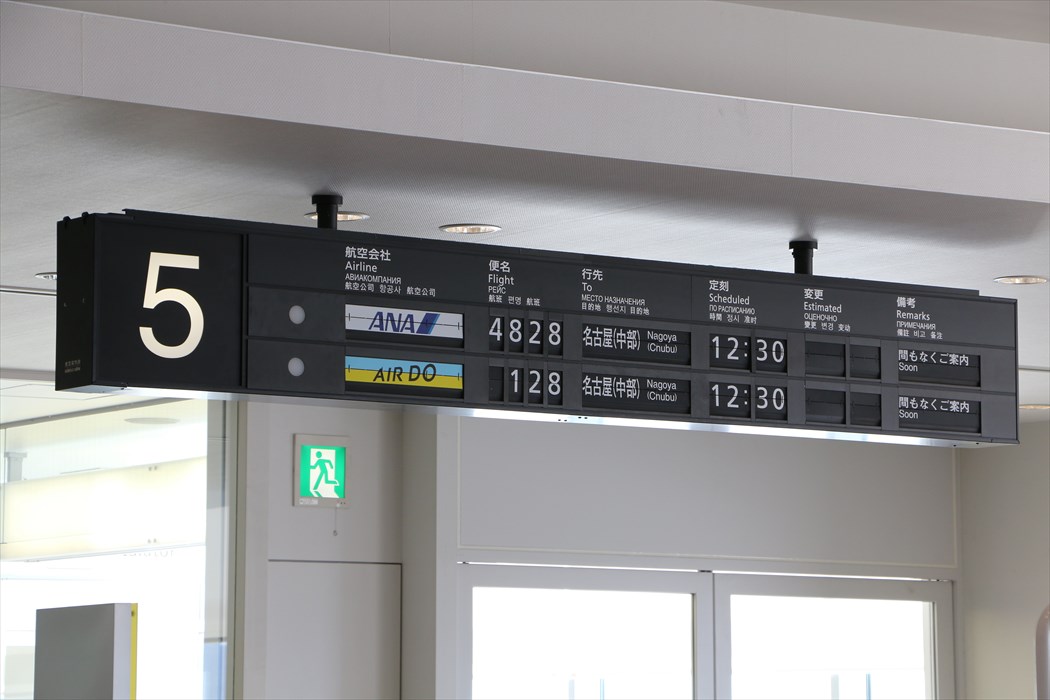 5
航空会社
Airline
АВИАКОМПАНИЯ
航空公司 항공사 航空公司
便名
Flight
РЕЙС
航班 편명 航班
行先
To
МЕСТО НАЗНАЧЕНИЯ
目的地 행선지 目的地
定刻
Scheduled
ПО РАСПИСАНИЮ
時間 정시 准时
変更
Estimated
ОЦЕНОЧНО
變更 변경 变动
備考
Remarks
ПРИМЕЧАНИЯ
備註 비고 备注
ANA
4828
名古屋(中部) Nagoya
(Cnubu)
12:30
間もなくご案内
Soon
AIR DO
128
名古屋(中部) Nagoya
(Cnubu)
12:30
間もなくご案内
Soon